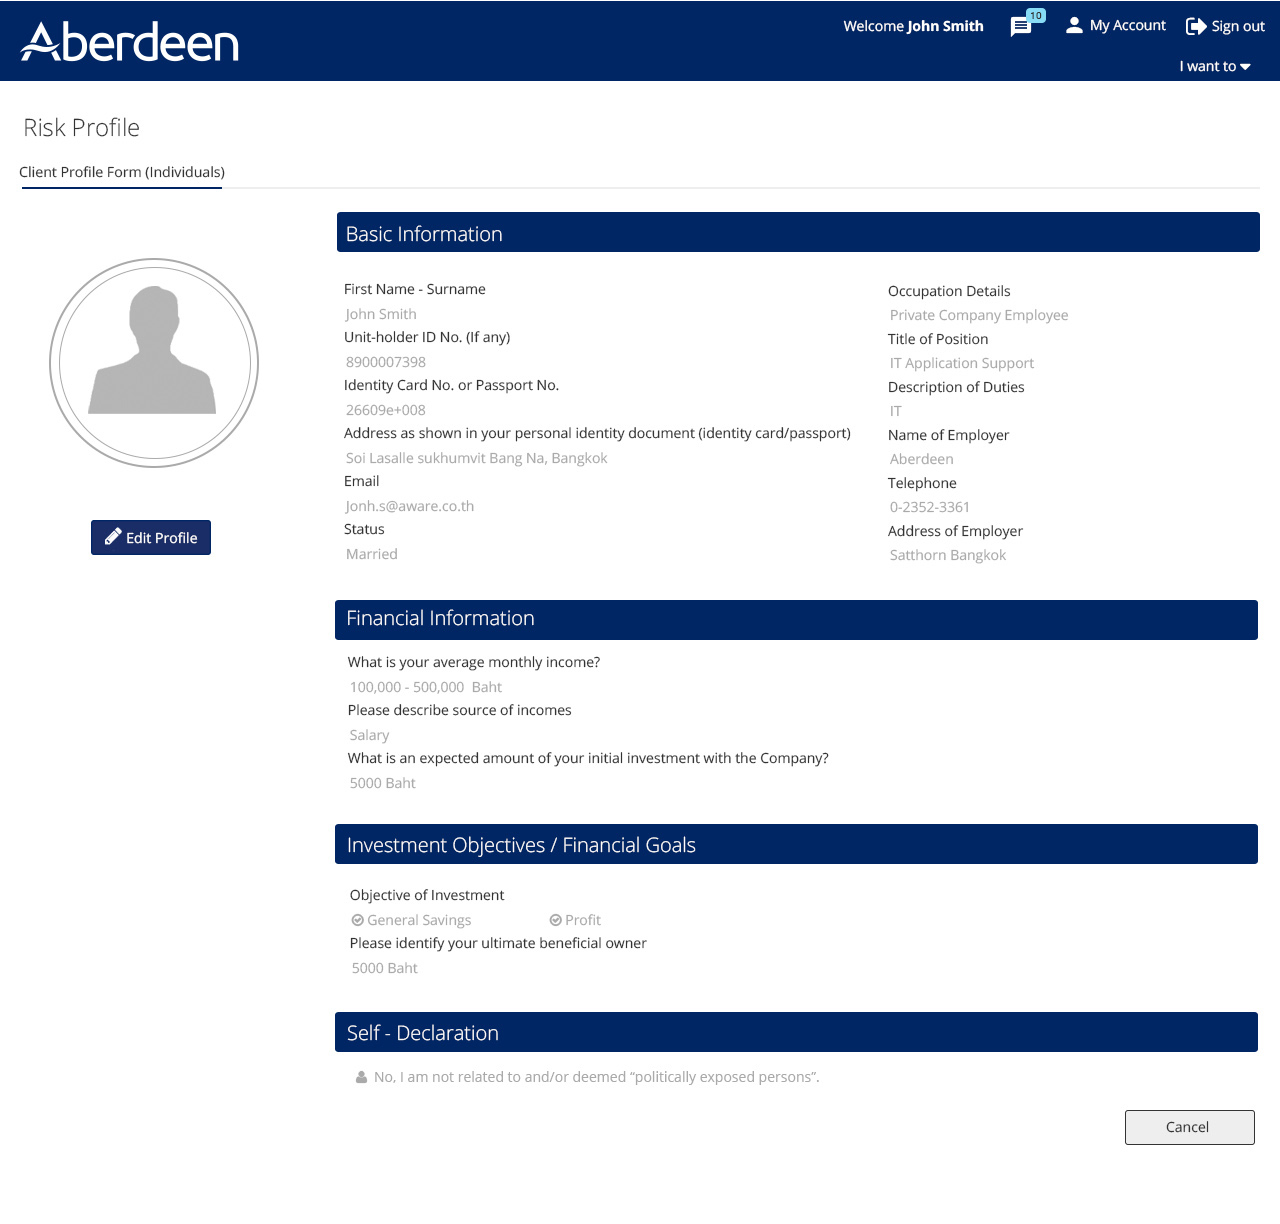 Aberdeen
Welcome John Smith
10
My Account
Sign out
I want to
Risk Profile
Client Profile Form (Individuals)
Edit Profile
Basic Information
First Name - Surname
John Smith
Unit-holder ID No. (If any)
8900007398
Identity Card No. or Passport No.
26609e+008
Address as shown in your personal identity document (identity card/passport)
Soi Lasalle sukhumvit Bang Na, Bangkok
Email
Jonh.s@aware.co.th
Status
Married
Occupation Details
Private Company Employee
Title of Position
IT Application Support
Description of Duties
IT
Name of Employer
Aberdeen
Telephone
0-2352-3361
Address of Employer
Satthorn Bangkok
Financial Information
What is your average monthly income?
100,000 - 500,000  Baht
Please describe source of incomes
Salary
What is an expected amount of your initial investment with the Company?
5000 Baht
Investment Objectives / Financial Goals
Objective of Investment
General Savings
Profit
Please identify your ultimate beneficial owner
5000 Baht
Self - Declaration
No, I am not related to and/or deemed “politically exposed persons”.
Cancel